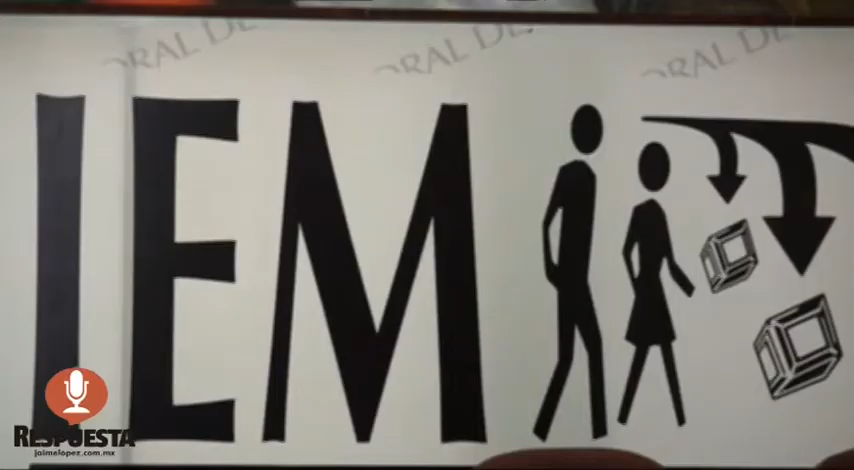 ORAL DE
ORAL DE
ORAL DE
IEM
RESPUESTA
jaimelopez.com.mx